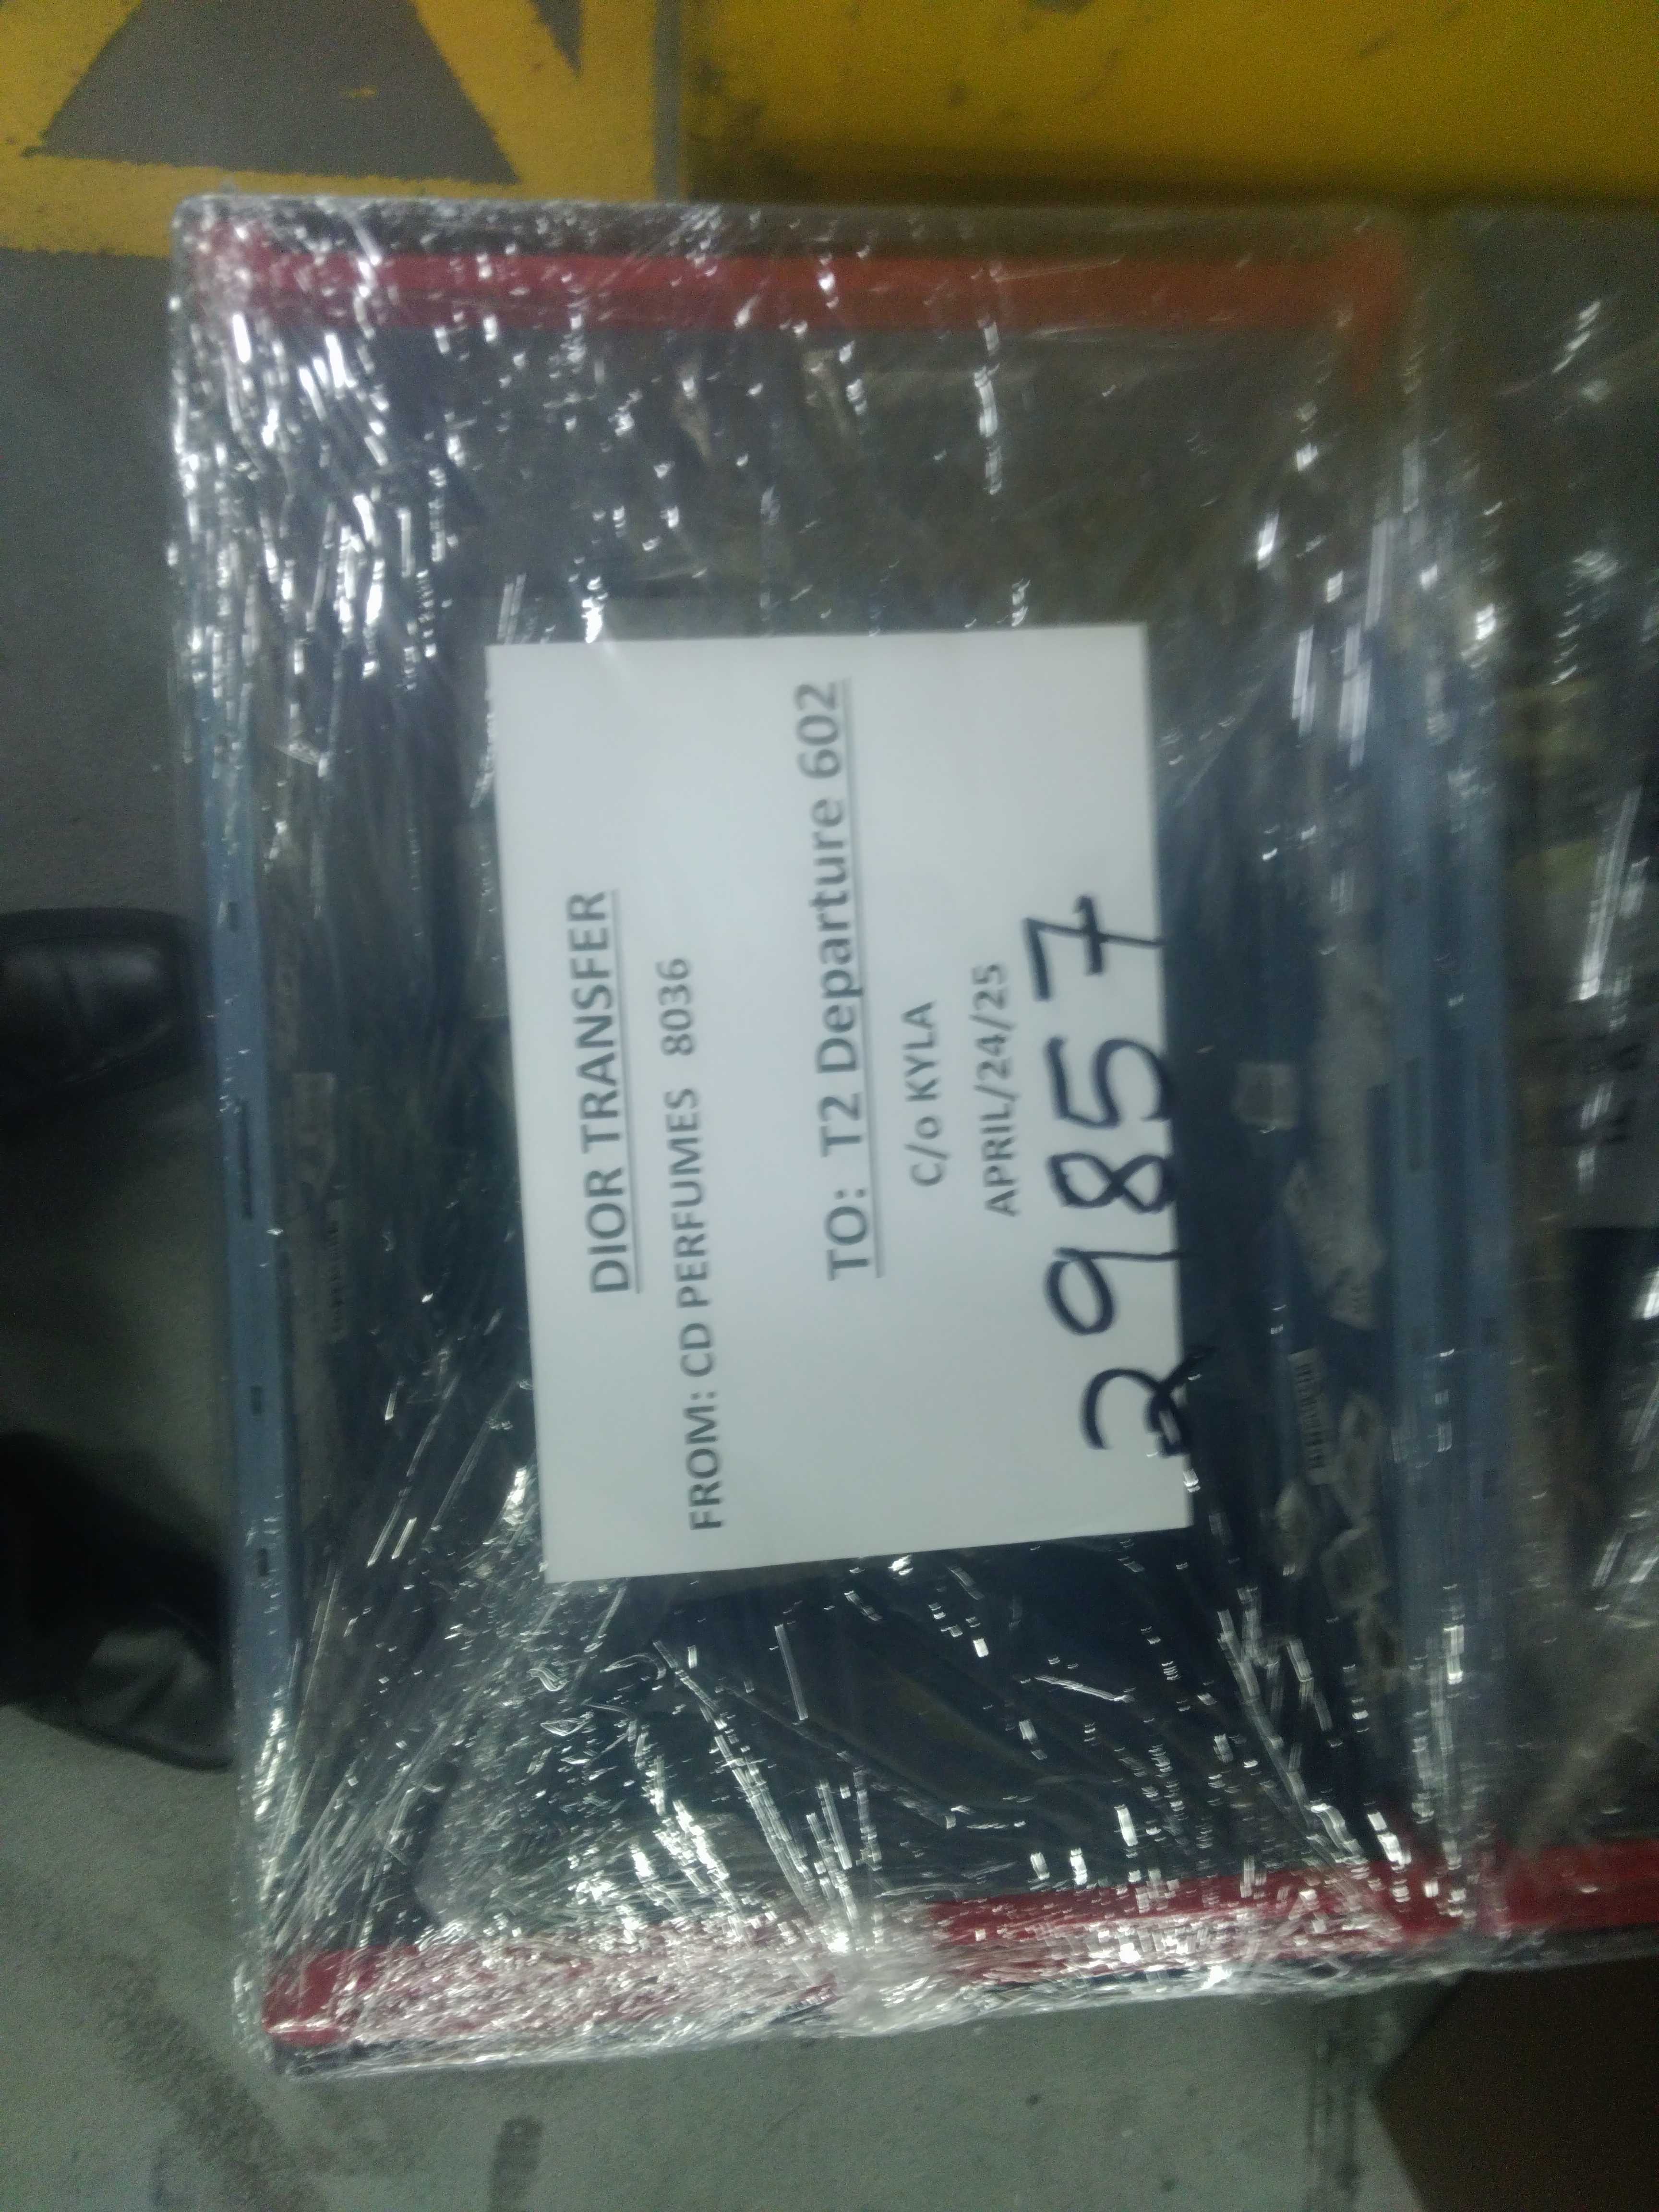 DIOR TRANSFER
FROM: CD PERFUMES 8036
TO: T2 Departure 602
C/o KYLA
APRIL/24/25
29857